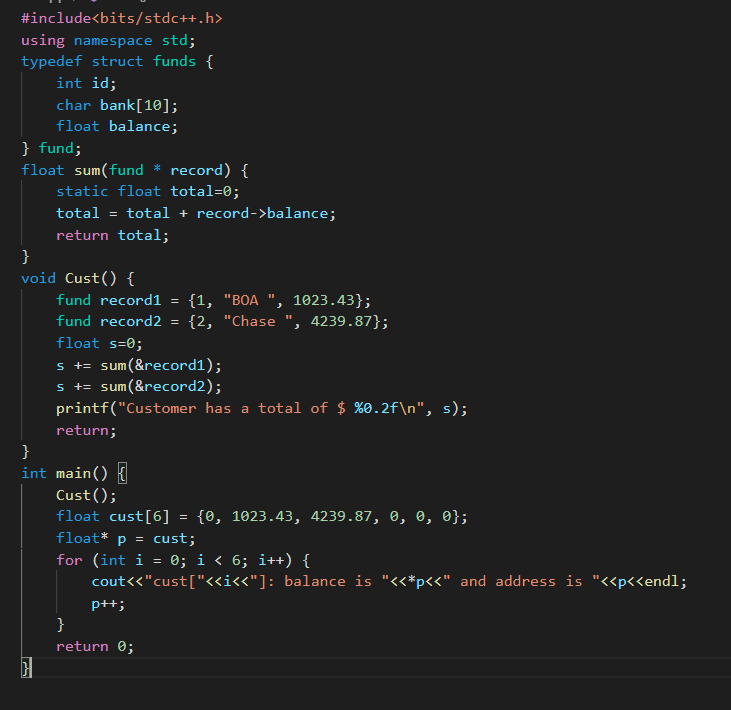 #include<bits/stdc++.h>
using namespace std;
typedef struct funds {
    int id;
    char bank[10];
    float balance;
} fund;
float sum(fund * record) {
    static float total=0;
    total = total + record->balance;
    return total;
}
void Cust() {
    fund record1 = {1, "BOA ", 1023.43};
    fund record2 = {2, "Chase ", 4239.87};
    float s=0;
    s += sum(&record1);
    s += sum(&record2);
    printf("Customer has a total of $ %0.2f\n", s);
    return;
}
int main() {
    Cust();
    float cust[6] = {0, 1023.43, 4239.87, 0, 0, 0};
    float* p = cust;
    for (int i = 0; i < 6; i++) {
        cout<<"cust["<<i<<"]: balance is "<<*p<<" and address is "<<p<<endl;
        p++;
    }
    return 0;
}